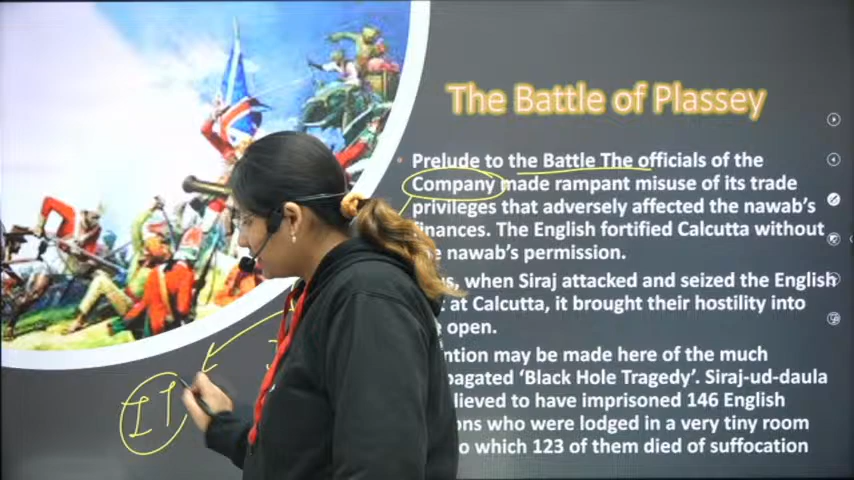 The Battle of Plassey
Prelude to the Battle The officials of the
Company made rampant misuse of its trade
privileges that adversely affected the nawab's
finances. The English fortified Calcutta without
nawab's permission.
when Siraj attacked and seized the English
at Calcutta, it brought their hostility into
open.
may be made here of the much
'Black Hole Tragedy'. Siraj-ud-daula
to have imprisoned 146 English
who were lodged in a very tiny room
which 123 of them died of suffocation